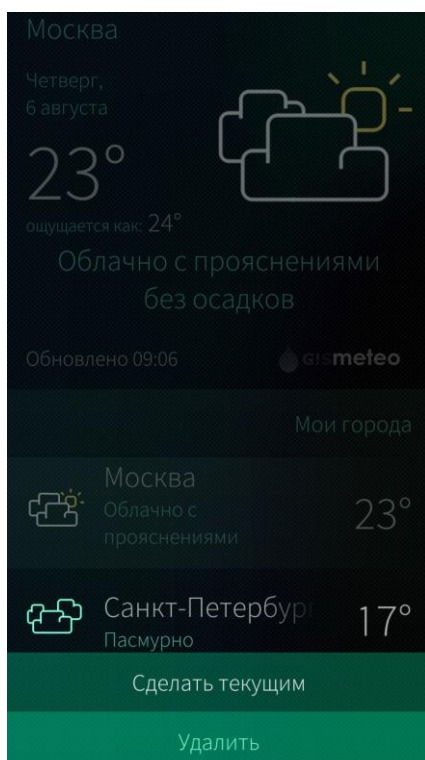 Москва
Четверг,
6 августа
23°
ощущается как: 24°
Облачно с прояснениями
без осадков
Обновлено 09:06
GISmeteo
Мои города
Москва
Облачно с
прояснениями
23°
Санкт-Петербург
Пасмурно
17°
Сделать текущим
Удалить